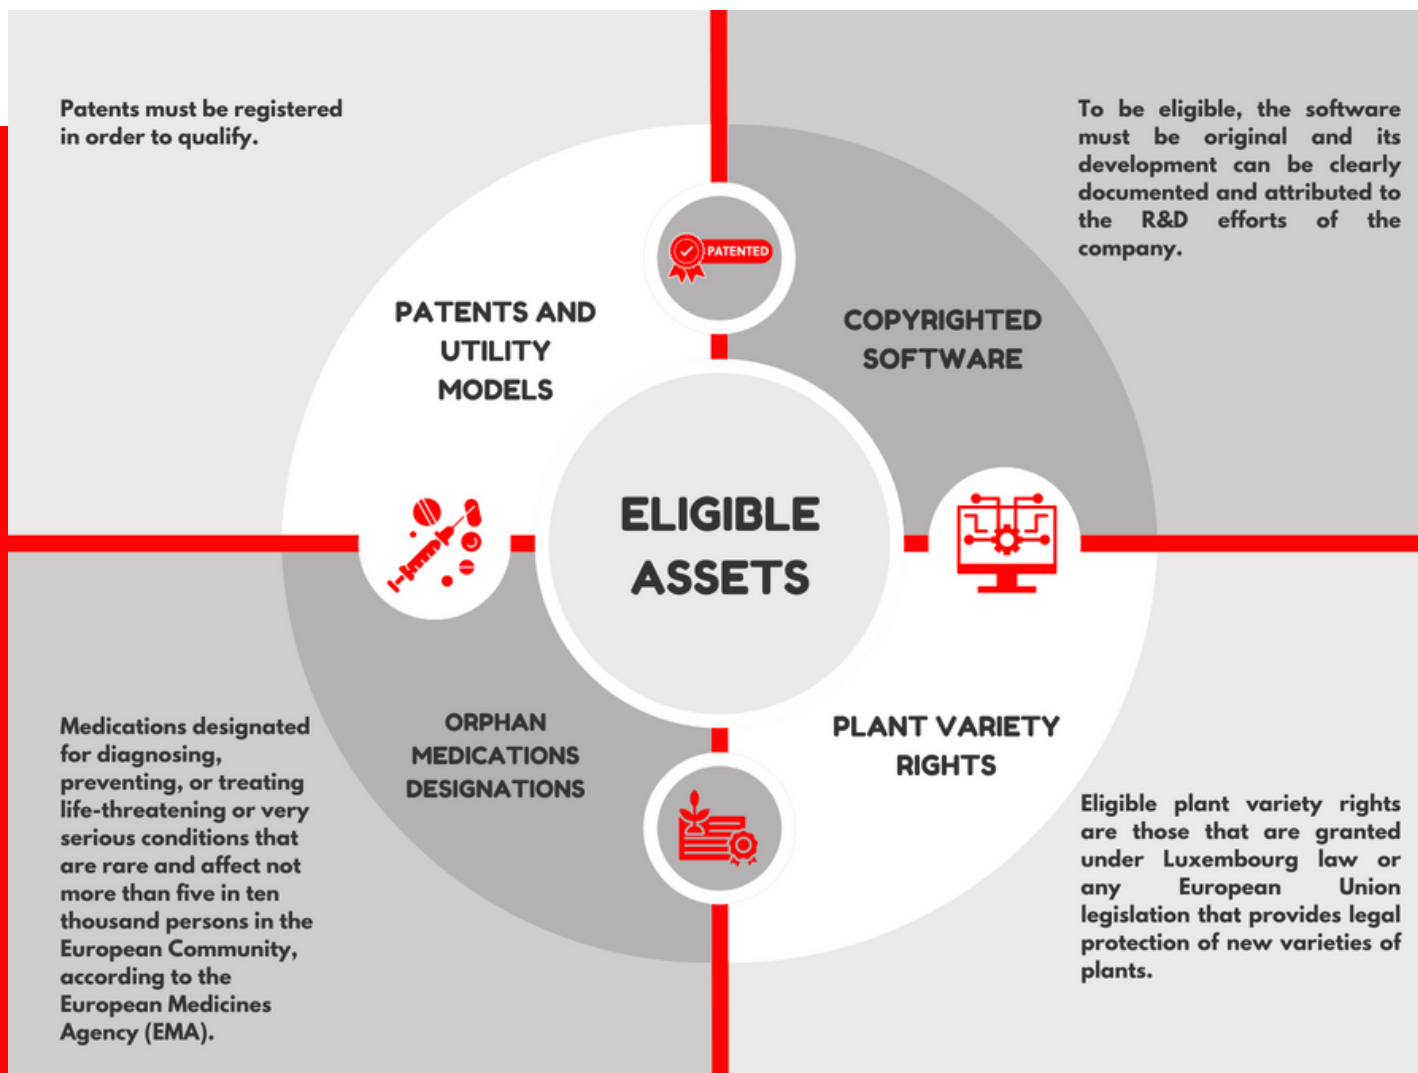 Patents must be registered
in order to qualify.
To be eligible, the software
must be original and its
development can be clearly
documented and attributed to
the R&D efforts of the
company.
PATENTED
PATENTS AND
UTILITY
MODELS
COPYRIGHTED
SOFTWARE
ELIGIBLE
ASSETS
ORPHAN
MEDICATIONS
DESIGNATIONS
PLANT VARIETY
RIGHTS
Medications designated
for diagnosing,
preventing, or treating
life-threatening or very
serious conditions that
are rare and affect not
more than five in ten
thousand persons in the
European Community,
according to the
European Medicines
Agency (EMA).
Eligible plant variety rights
are those that are granted
under Luxembourg law or
any European Union
legislation that provides legal
protection of new varieties of
plants.